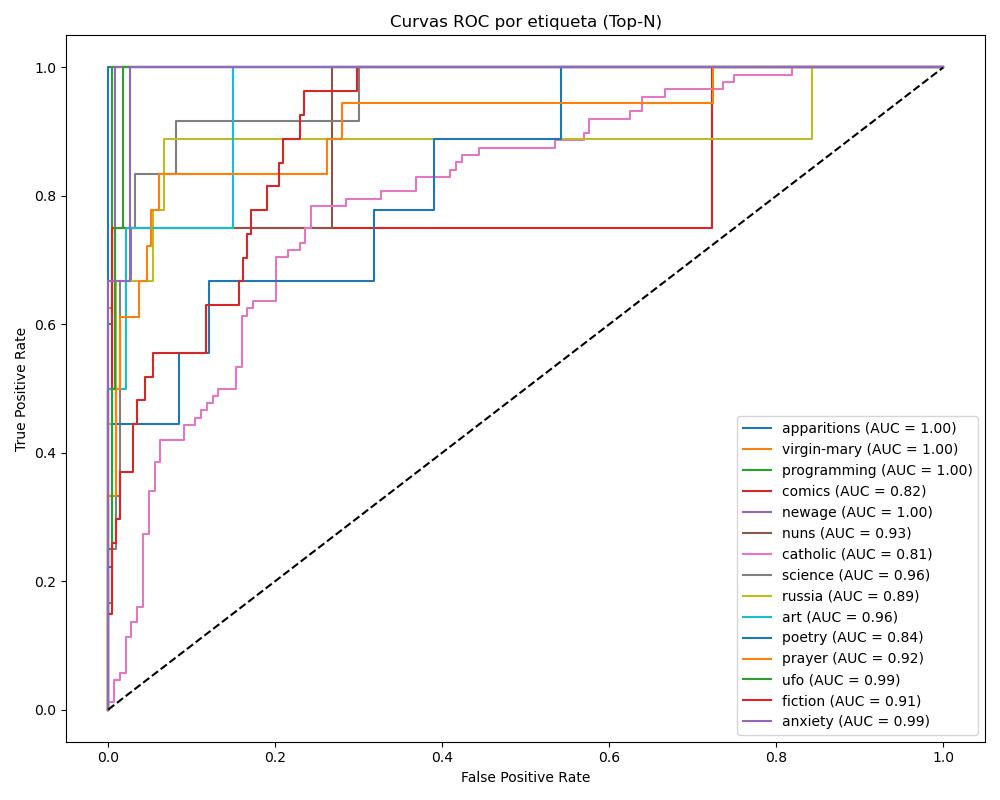 Curvas ROC por etiqueta (Top-N)
True Positive Rate
1.0
0.8
0.6
0.4
0.2
0.0
apparitions (AUC = 1.00)
virgin-mary (AUC = 1.00)
programming (AUC = 1.00)
comics (AUC = 0.82)
newage (AUC = 1.00)
nuns (AUC = 0.93)
catholic (AUC = 0.81)
science (AUC = 0.96)
russia (AUC = 0.89)
art (AUC = 0.96)
poetry (AUC = 0.84)
prayer (AUC = 0.92)
ufo (AUC = 0.99)
fiction (AUC = 0.91)
anxiety (AUC = 0.99)
0.0 0.2 0.4 0.6 0.8 1.0
False Positive Rate